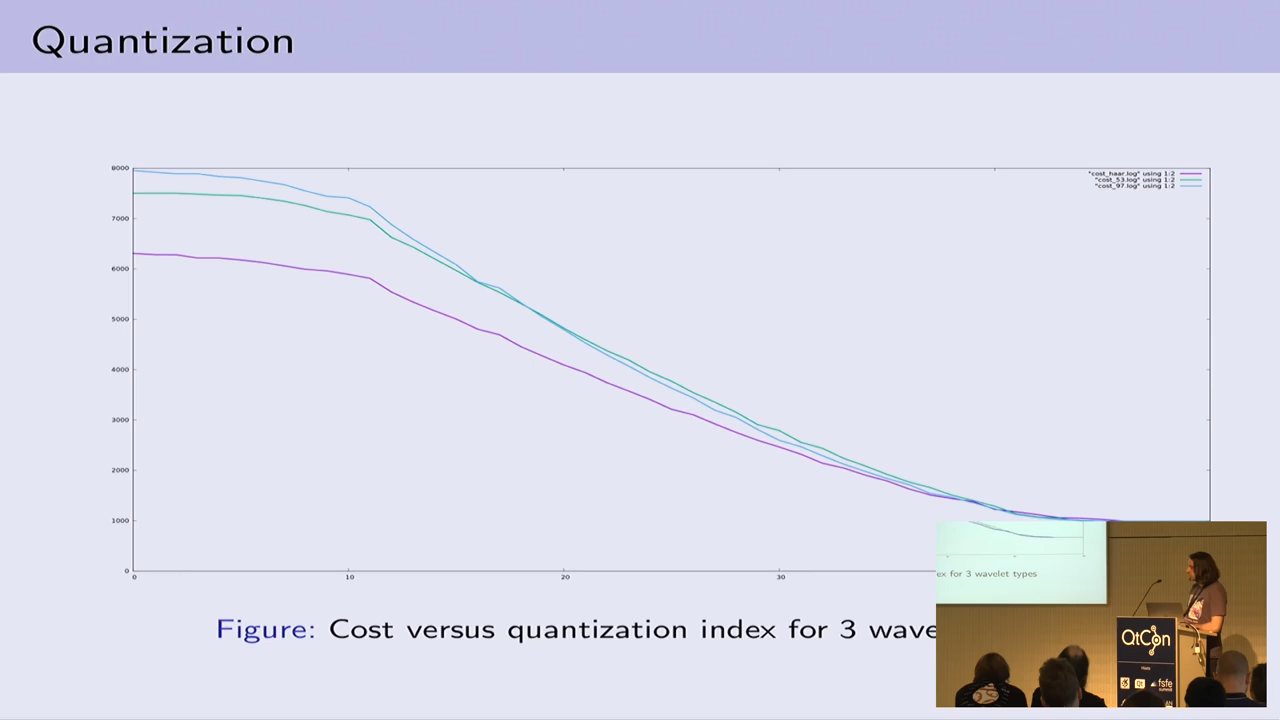 Quantization
8000
7000
6000
5000
4000
3000
2000
1000
0
0
10
20
30
"cost_haar.log" using 1:2
"cost_53.log" using 1:2
"cost_97.log" using 1:2
Figure: Cost versus quantization index for 3 wave
ex for 3 wavelet types
QtCon
Qt
fsfe
summit